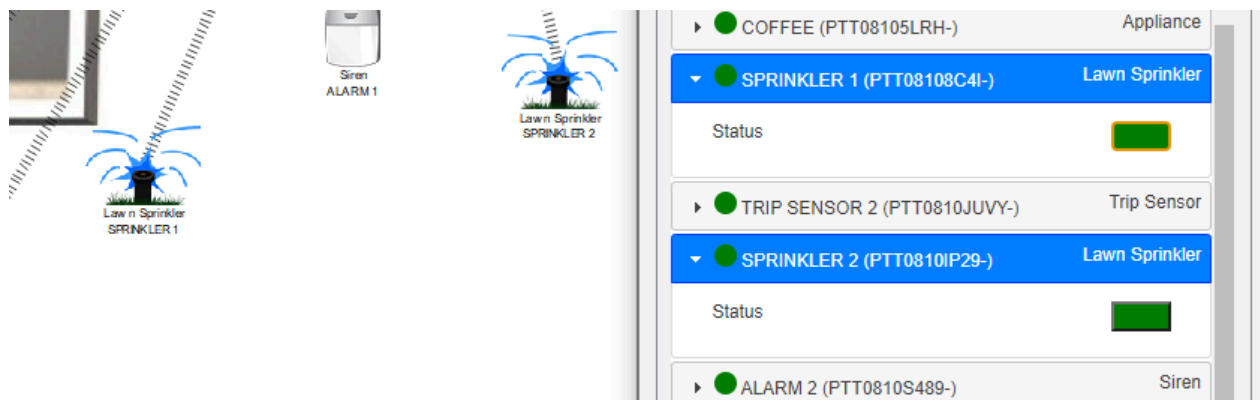 Siren
ALARM 1
Lawn Sprinkler
SPRINKLER 2
Lawn Sprinkler
SPRINKLER 1
COFFEE (PTT08105LRH-) Appliance
SPRINKLER 1 (PTT08108C4I-) Lawn Sprinkler
Status
TRIP SENSOR 2 (PTT0810JUVY-) Trip Sensor
SPRINKLER 2 (PTT0810IP29-) Lawn Sprinkler
Status
ALARM 2 (PTT0810S489-) Siren